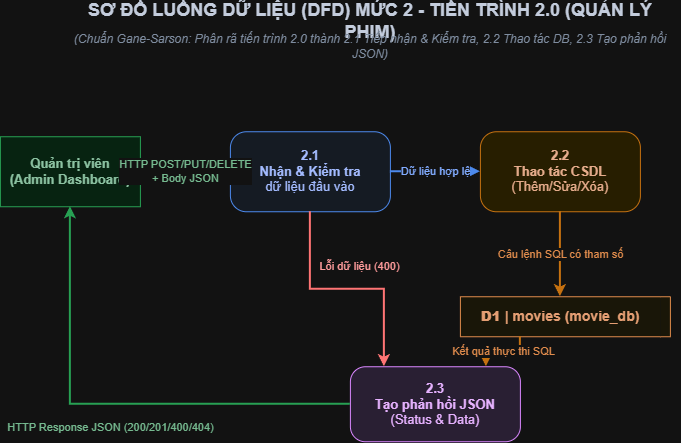 SƠ ĐỒ LUỒNG DỮ LIỆU (DFD) MỨC 2 - TIẾN TRÌNH 2.0 (QUẢN LÝ
PHIM)
(Chuẩn Gane-Sarson: Phân rã tiến trình 2.0 thành 2.1 Tiếp nhận & Kiểm tra, 2.2 Thao tác DB, 2.3 Tạo phản hồi
JSON)
Quản trị viên
(Admin Dashboard)
HTTP POST/PUT/DELETE
+ Body JSON
2.1
Nhận & Kiểm tra
dữ liệu đầu vào
Dữ liệu hợp lệ
2.2
Thao tác CSDL
(Thêm/Sửa/Xóa)
Câu lệnh SQL có tham số
Lỗi dữ liệu (400)
D1 | movies (movie_db)
Kết quả thực thi SQL
2.3
Tạo phản hồi JSON
(Status & Data)
HTTP Response JSON (200/201/400/404)